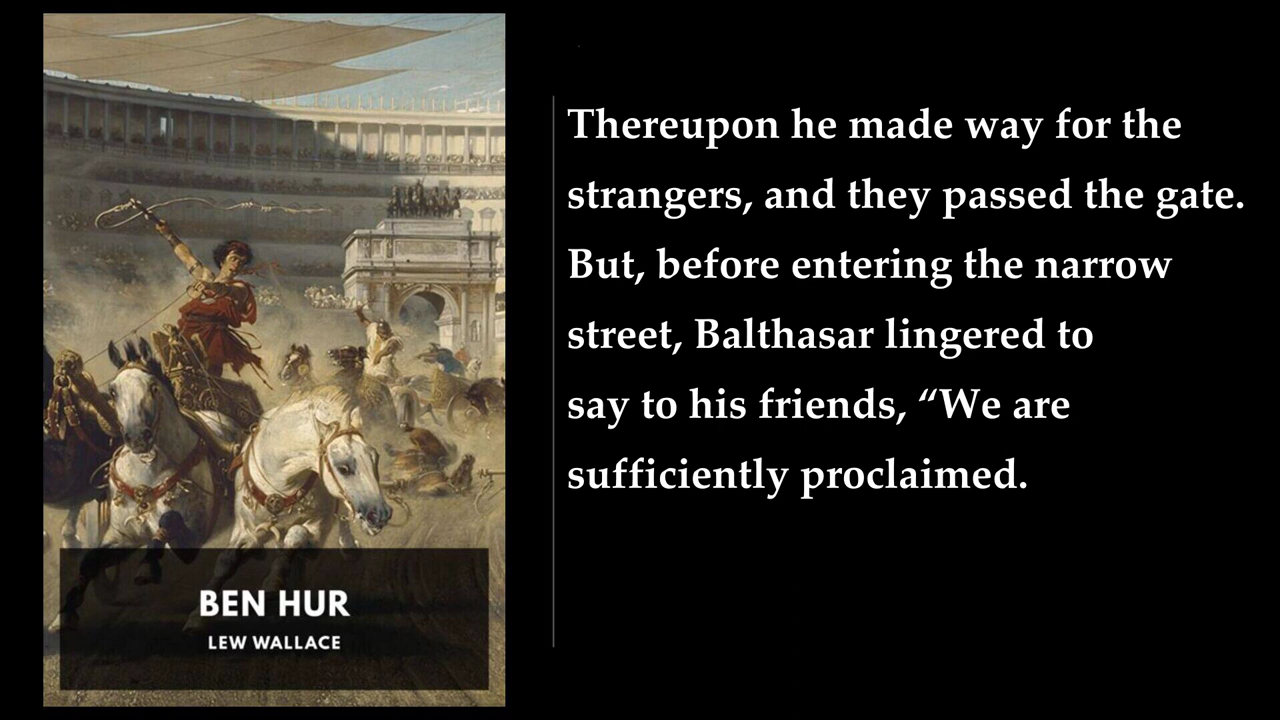 Thereupon he made way for the
strangers, and they passed the gate.
But, before entering the narrow
street, Balthasar lingered to
say to his friends, “We are
sufficiently proclaimed.
BEN HUR
LEW WALLACE